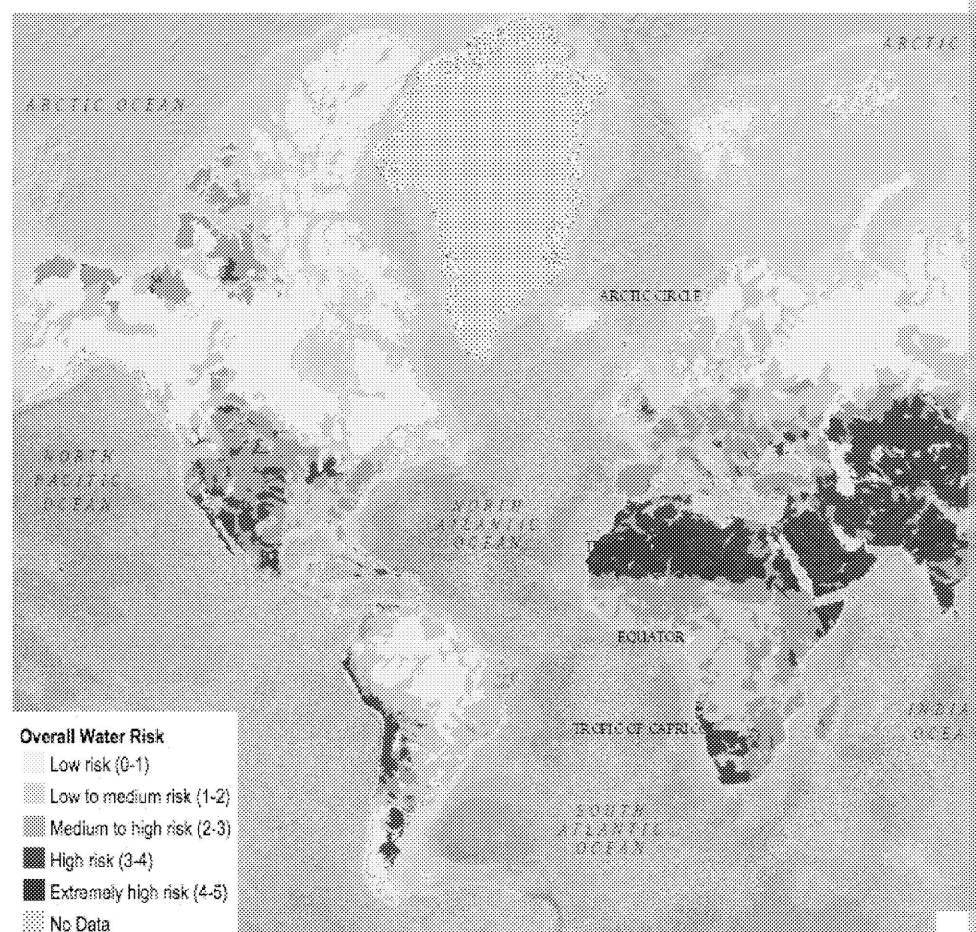 ARCTIC
ARCTIC OCEAN
ARCTIC CIRCLE
NORTH
PACIFIC
OCEAN
NORTH
ATLANTIC
OCEAN
EQUATOR
TROPIC OF CAPRICO
INDIA
OCEA
SOUTH
ATLANTIC
OCEAN
Overall Water Risk
Low risk (0-1)
Low to medium risk (1-2)
Medium to high risk (2-3)
High risk (3-4)
Extremely high risk (4-5)
No Data